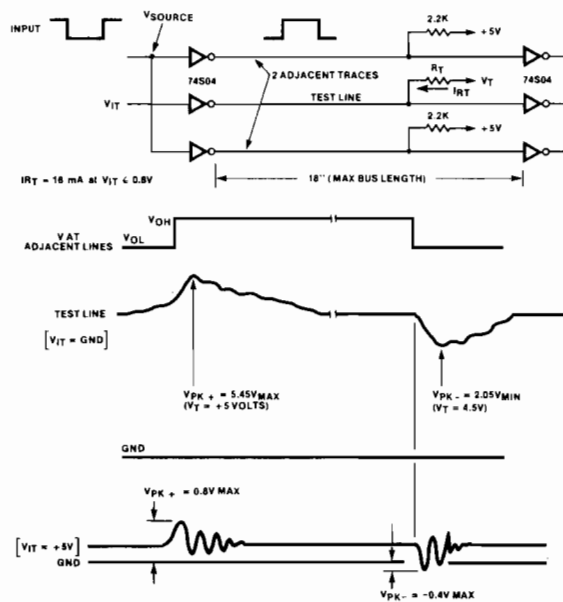 VSOURCE
INPUT
2.2K
+5V
74S04
2 ADJACENT TRACES
RT
VT
74S04
IRT
VIT
TEST LINE
2.2K
+5V
IRT = 16 mA at VIT ≤ 0.8V
18" (MAX BUS LENGTH)
VOH
V AT
ADJACENT LINES
VOL
TEST LINE
[VIT = GND]
VPK + = 5.45VMAX
(VT = +5 VOLTS)
VPK- = 2.05VMIN
(VT = 4.5V)
GND
VPK + = 0.8V MAX
[VIT = +5V]
GND
VPK- = -0.4V MAX